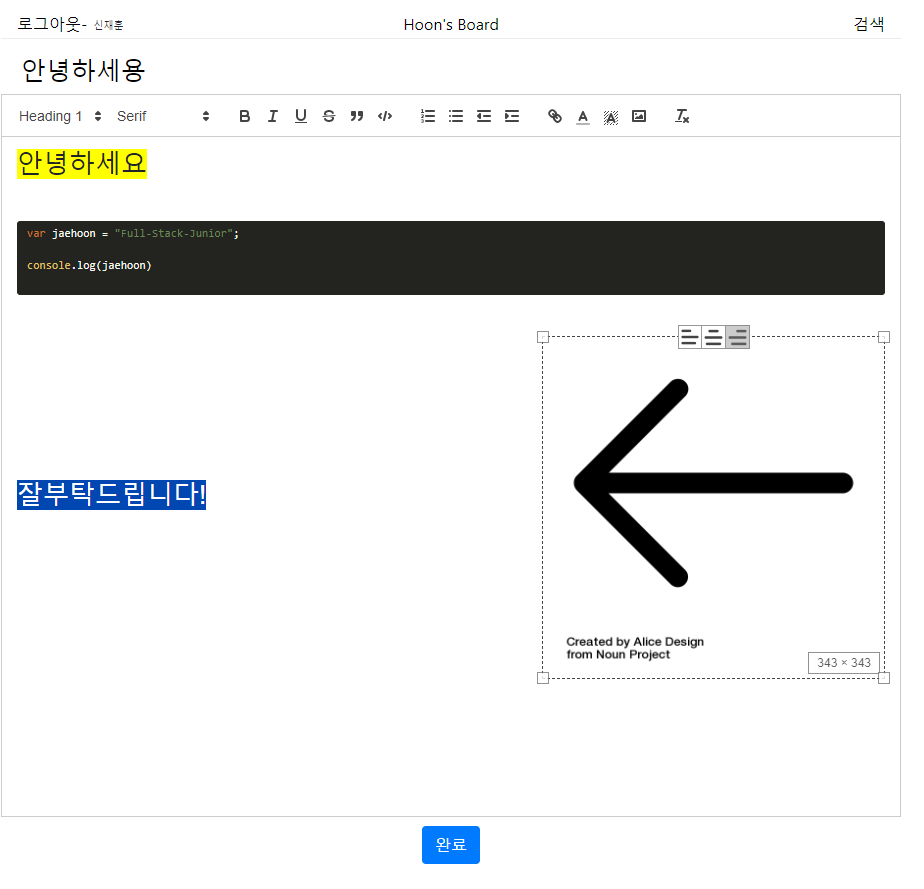 로그아웃- 신재훈
Hoon's Board
검색
안녕하세용
Heading 1 Serif
안녕하세요
var jaehoon = "Full-Stack-Junior";
console.log(jaehoon)
잘부탁드립니다!
Created by Alice Design
from Noun Project
343 × 343
완료